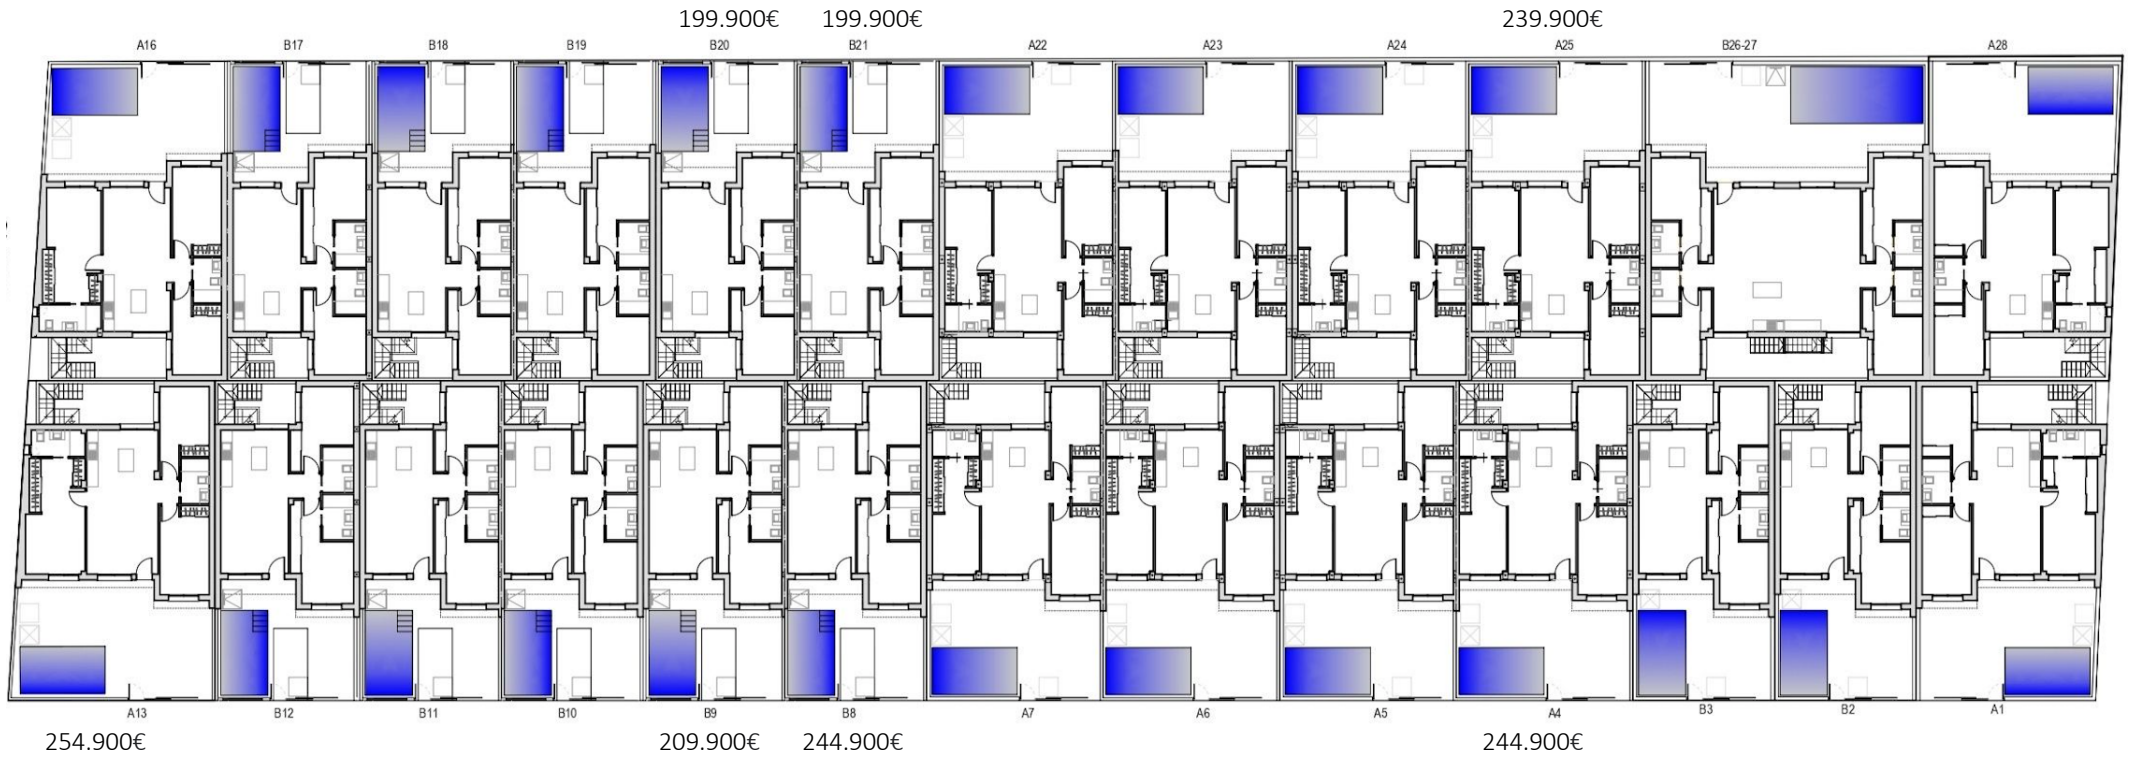 199.900€ 199.900€ 239.900€
A16 B17 B18 B19 B20 B21 A22 A23 A24 A25 B26-27 A28
A13 B12 B11 B10 B9 B8 A7 A6 A5 A4 B3 B2 A1
254.900€ 209.900€ 244.900€ 244.900€